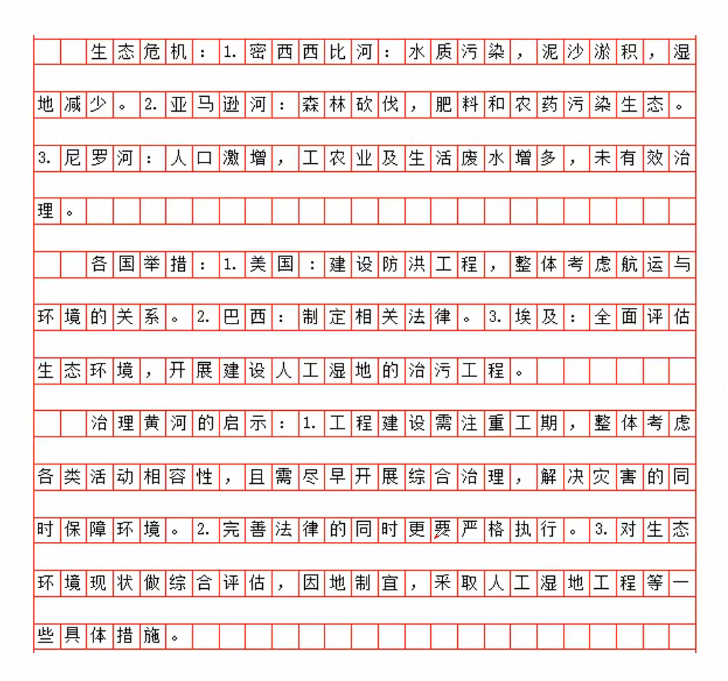 生态危机：1.密西西比河：水质污染，泥沙淤积，湿
地减少。2.亚马逊河：森林砍伐，肥料和农药污染生态。
3.尼罗河：人口激增，工农业及生活废水增多，未有效治
理。
各国举措：1.美国：建设防洪工程，整体考虑航运与
环境的关系。2.巴西：制定相关法律。3.埃及：全面评估
生态环境，开展建设人工湿地的治污工程。
治理黄河的启示：1.工程建设需注重工期，整体考虑
各类活动相容性，且需尽早开展综合治理，解决灾害的同
时保障环境。2.完善法律的同时更要严格执行。3.对生态
环境现状做综合评估，因地制宜，采取人工湿地工程等一
些具体措施。